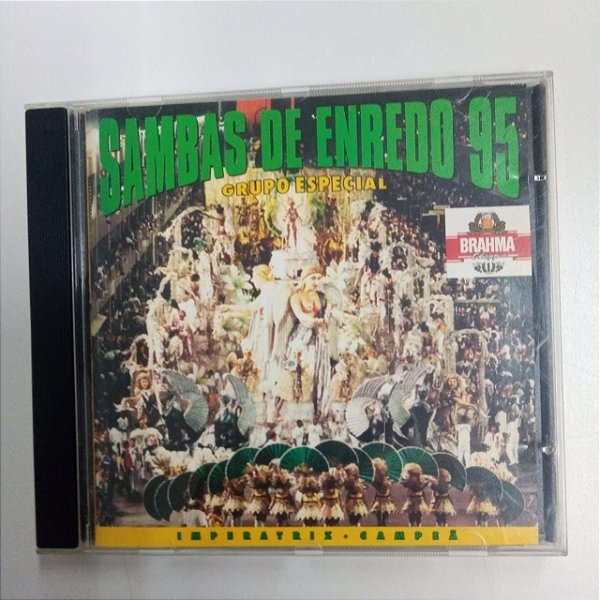 SAMBAS DE ENREDO 95
GRUPO ESPECIAL
BRAHMA
IMPERATRIZ • CAMPEÃ